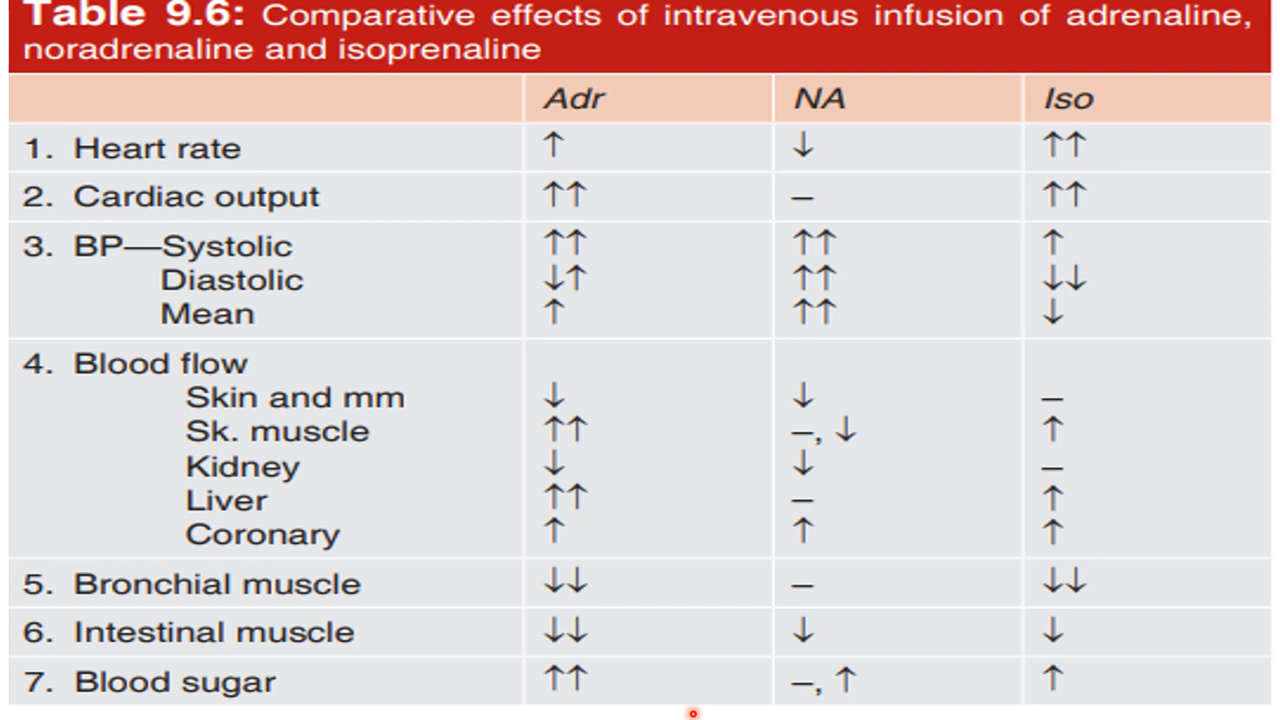 Table 9.6: Comparative effects of intravenous infusion of adrenaline,
noradrenaline and isoprenaline
Adr NA Iso
1. Heart rate ↑ ↓ ↑↑
2. Cardiac output ↑↑ – ↑↑
3. BP—Systolic ↑↑ ↑↑ ↑
Diastolic ↓↑ ↑↑ ↓↓
Mean ↑ ↑↑ ↓
4. Blood flow
Skin and mm ↓ ↓ –
Sk. muscle ↑↑ –, ↓ ↑
Kidney ↓ ↓ –
Liver ↑↑ – ↑
Coronary ↑ ↑ ↑
5. Bronchial muscle ↓↓ – ↓↓
6. Intestinal muscle ↓↓ ↓ ↓
7. Blood sugar ↑↑ –, ↑ ↑